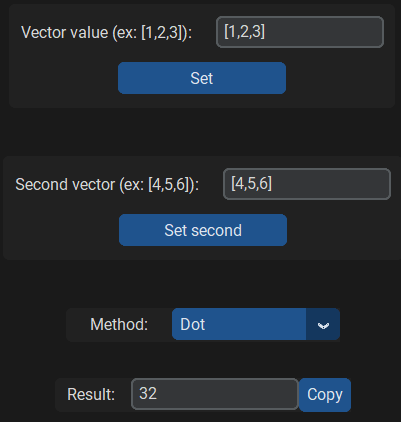 Vector value (ex: [1,2,3]): [1,2,3]
Set
Second vector (ex: [4,5,6]): [4,5,6]
Set second
Method: Dot
Result: 32 Copy